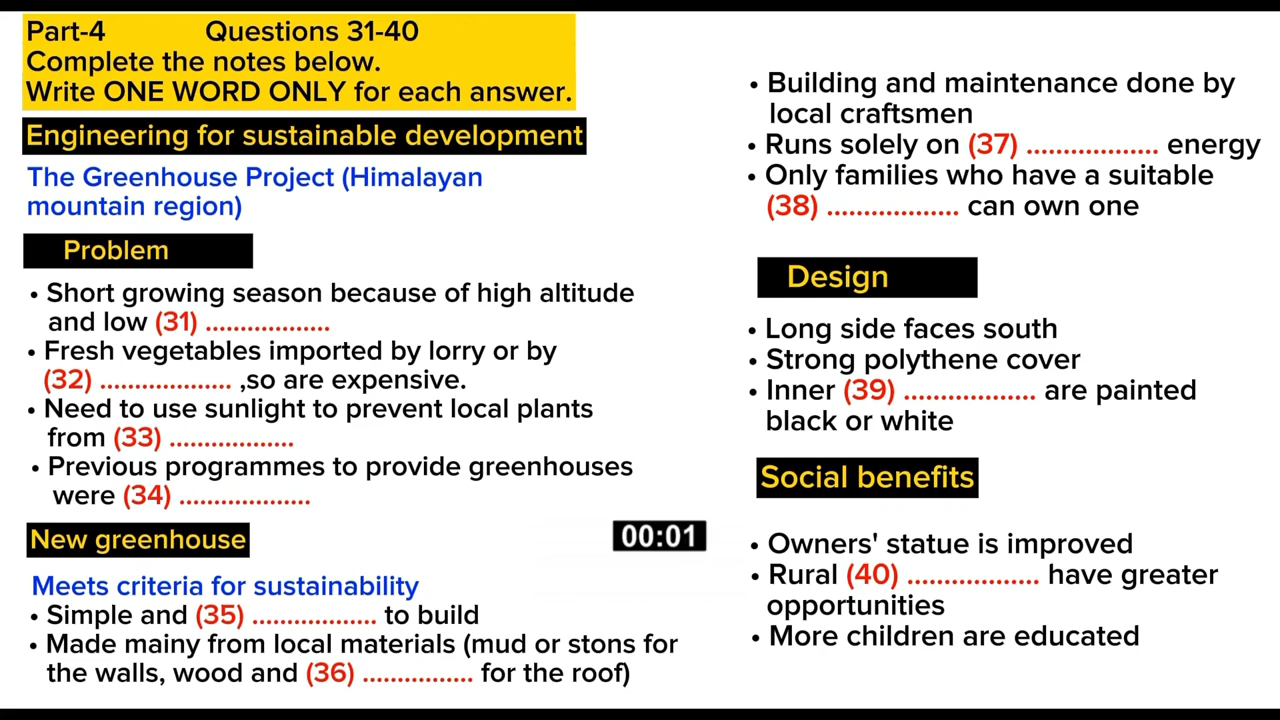 Part-4 Questions 31-40
Complete the notes below.
Write ONE WORD ONLY for each answer.
Engineering for sustainable development
The Greenhouse Project (Himalayan
mountain region)
Problem
• Short growing season because of high altitude
and low (31) ..................
• Fresh vegetables imported by lorry or by
(32) ................... ,so are expensive.
• Need to use sunlight to prevent local plants
from (33) ..................
• Previous programmes to provide greenhouses
were (34) ...................
New greenhouse
Meets criteria for sustainability
• Simple and (35) .................. to build
• Made mainy from local materials (mud or stons for
the walls, wood and (36) ................ for the roof)
00:01
• Building and maintenance done by
local craftsmen
• Runs solely on (37) ................... energy
• Only families who have a suitable
(38) ................... can own one
Design
• Long side faces south
• Strong polythene cover
• Inner (39) ................... are painted
black or white
Social benefits
• Owners' statue is improved
• Rural (40) ................... have greater
opportunities
• More children are educated